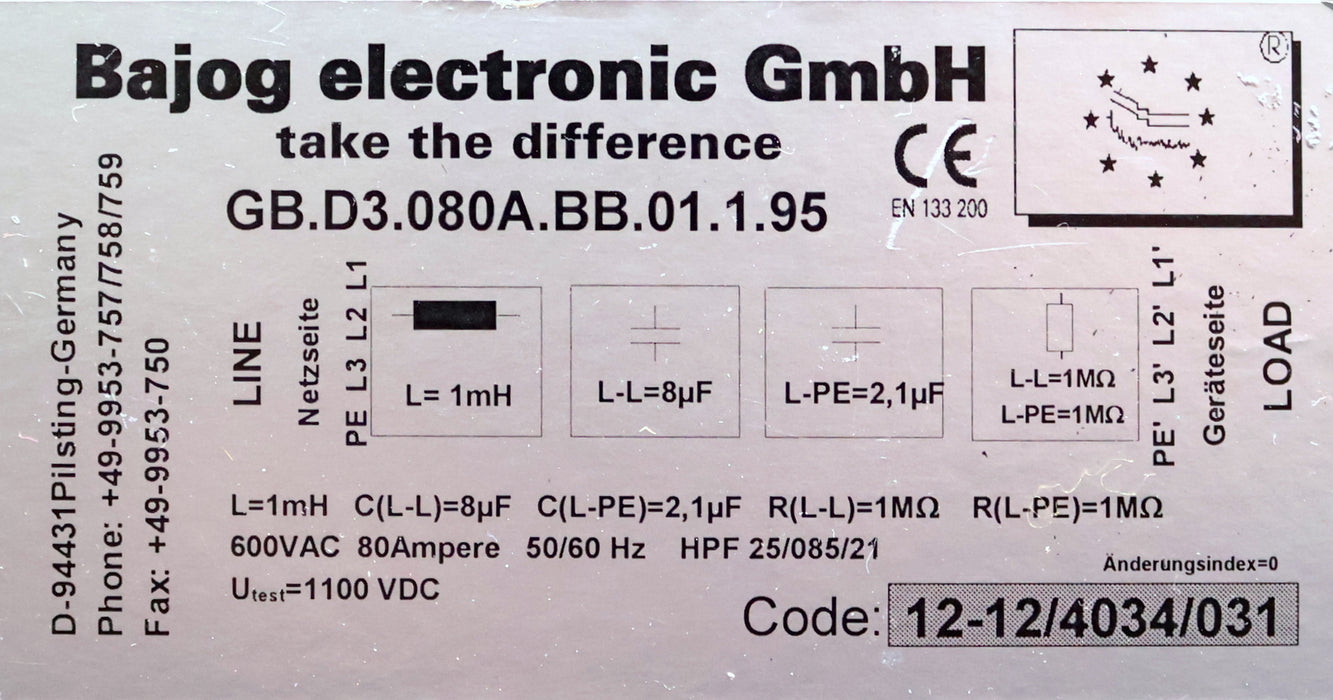 Bajog electronic GmbH
take the difference
GB.D3.080A.BB.01.1.95
CE
EN 133 200
®
D-94431Pilsting-Germany
Phone: +49-9953-757/758/759
Fax: +49-9953-750
LINE
Netzseite
PE L3 L2 L1
L= 1mH
L-L=8µF
L-PE=2,1µF
L-L=1MΩ
L-PE=1MΩ
PE' L3' L2' L1'
Geräteseite
LOAD
L=1mH C(L-L)=8µF C(L-PE)=2,1µF R(L-L)=1MΩ R(L-PE)=1MΩ
600VAC 80Ampere 50/60 Hz HPF 25/085/21
Utest=1100 VDC
Änderungsindex=0
Code: 12-12/4034/031